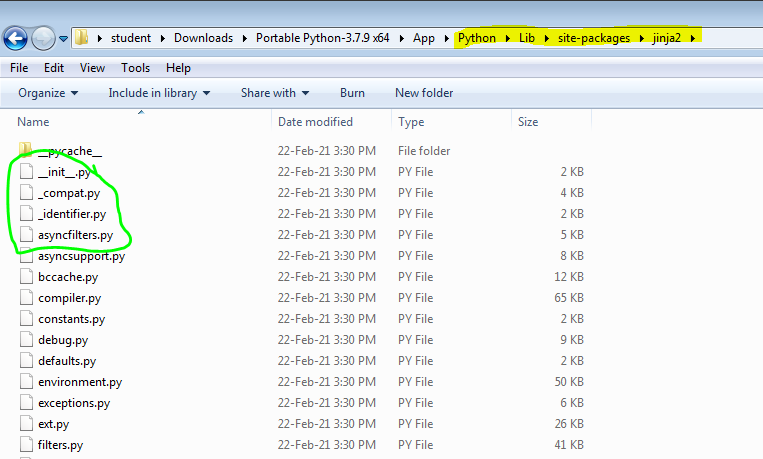 student Downloads Portable Python-3.7.9 x64 App Python Lib site-packages jinja2
File Edit View Tools Help
Organize Include in library Share with Burn New folder
Name Date modified Type Size
__pycache__ 22-Feb-21 3:30 PM File folder
__init__.py 22-Feb-21 3:30 PM PY File 2 KB
_compat.py 22-Feb-21 3:30 PM PY File 4 KB
_identifier.py 22-Feb-21 3:30 PM PY File 2 KB
asyncfilters.py 22-Feb-21 3:30 PM PY File 5 KB
asyncsupport.py 22-Feb-21 3:30 PM PY File 8 KB
bccache.py 22-Feb-21 3:30 PM PY File 12 KB
compiler.py 22-Feb-21 3:30 PM PY File 65 KB
constants.py 22-Feb-21 3:30 PM PY File 2 KB
debug.py 22-Feb-21 3:30 PM PY File 9 KB
defaults.py 22-Feb-21 3:30 PM PY File 2 KB
environment.py 22-Feb-21 3:30 PM PY File 50 KB
exceptions.py 22-Feb-21 3:30 PM PY File 6 KB
ext.py 22-Feb-21 3:30 PM PY File 26 KB
filters.py 22-Feb-21 3:30 PM PY File 41 KB